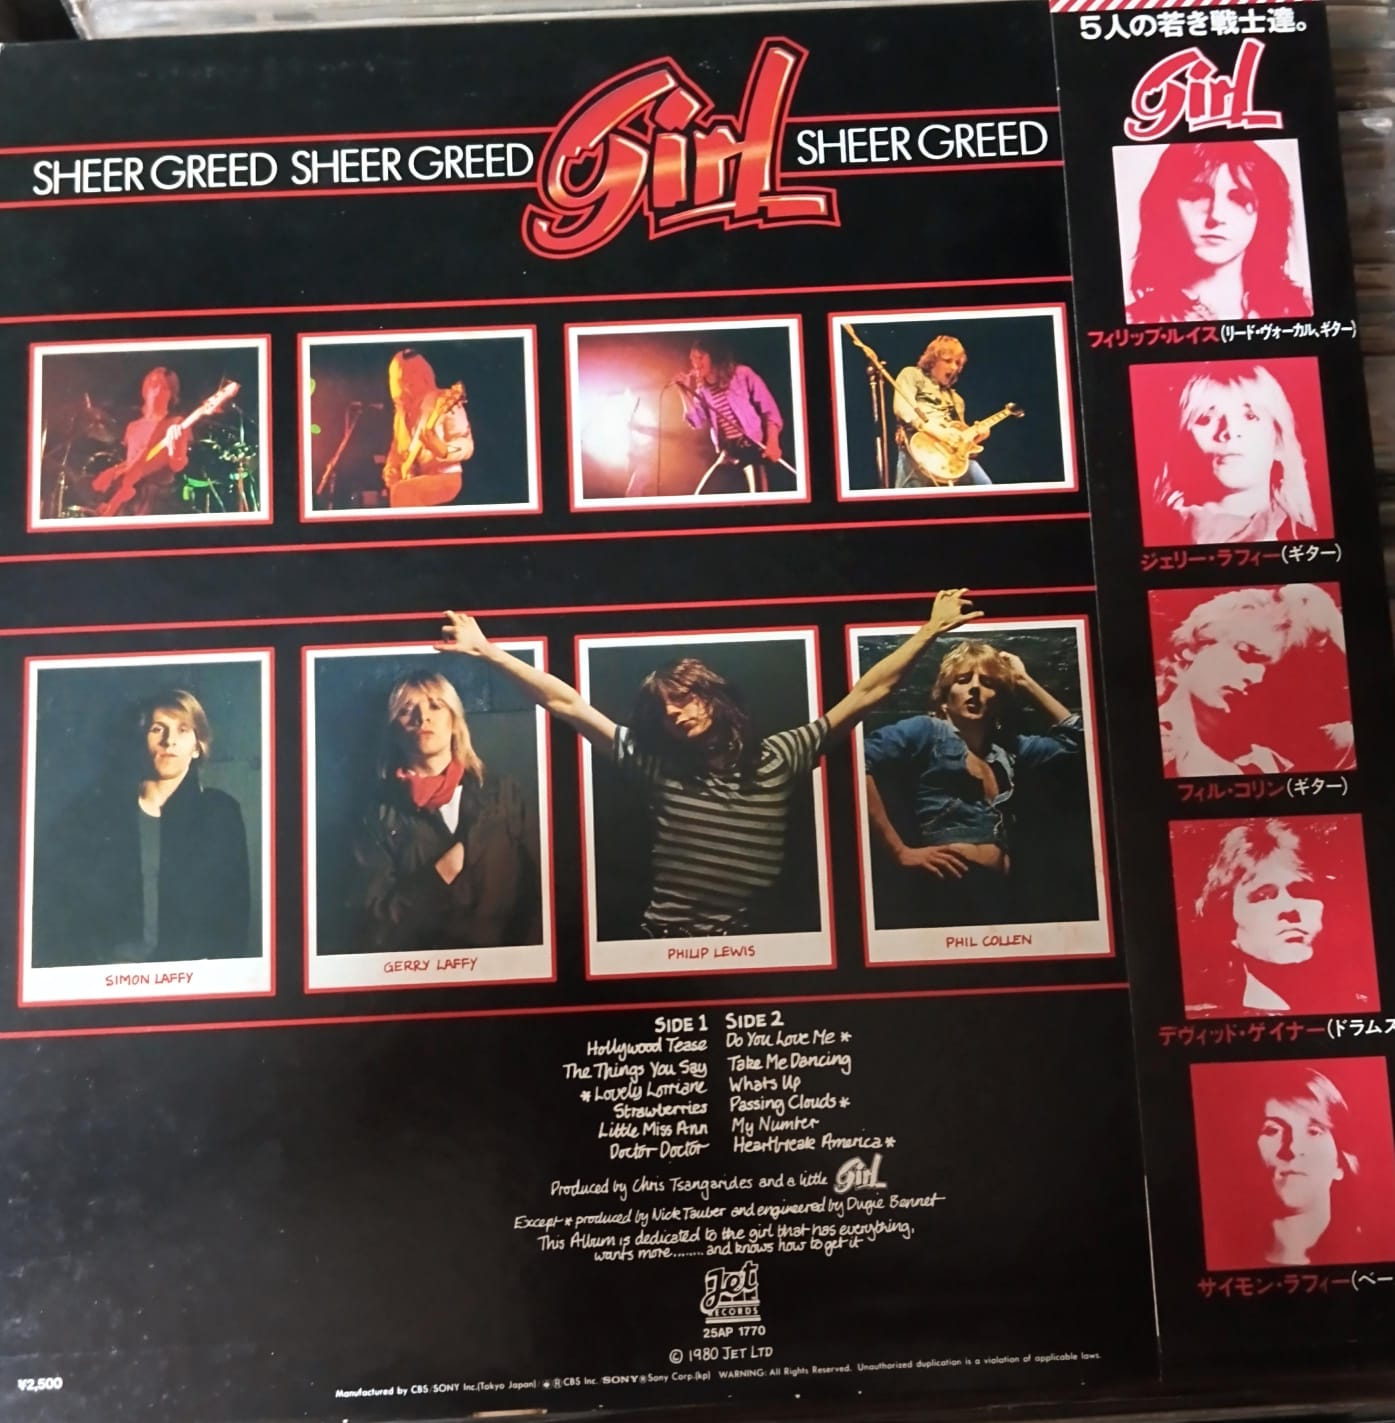 SHEER GREED SHEER GREED Girl SHEER GREED
SIMON LAFFY
GERRY LAFFY
PHILIP LEWIS
PHIL COLLEN
SIDE 1
Hollywood Tease
The Things You Say
*Lovely Lorriane
Strawberries
Little Miss Ann
Doctor Doctor
SIDE 2
Do You Love Me *
Take Me Dancing
Whats Up
Passing Clouds *
My Number
Heartbreak America *
Produced by Chris Tsangarides and a little Girl
Except * produced by Nick Tauber and engineered by Dugie Bennet
This Album is dedicated to the girl that has everything,
wants more........and knows how to get it
Jet
RECORDS
25AP 1770
© 1980 JET LTD
¥2,500
Manufactured by CBS/SONY Inc.(Tokyo Japan)/ ® CBS Inc. SONY ® Sony Corp.(kp) WARNING: All Rights Reserved. Unauthorized duplication is a violation of applicable laws.
5人の若き戦士達。
Girl
フィリップ・ルイス(リード・ヴォーカル、ギター)
ジェリー・ラフィー(ギター)
フィル・コリン(ギター)
デヴィッド・ゲイナー(ドラムス
サイモン・ラフィー(ベー